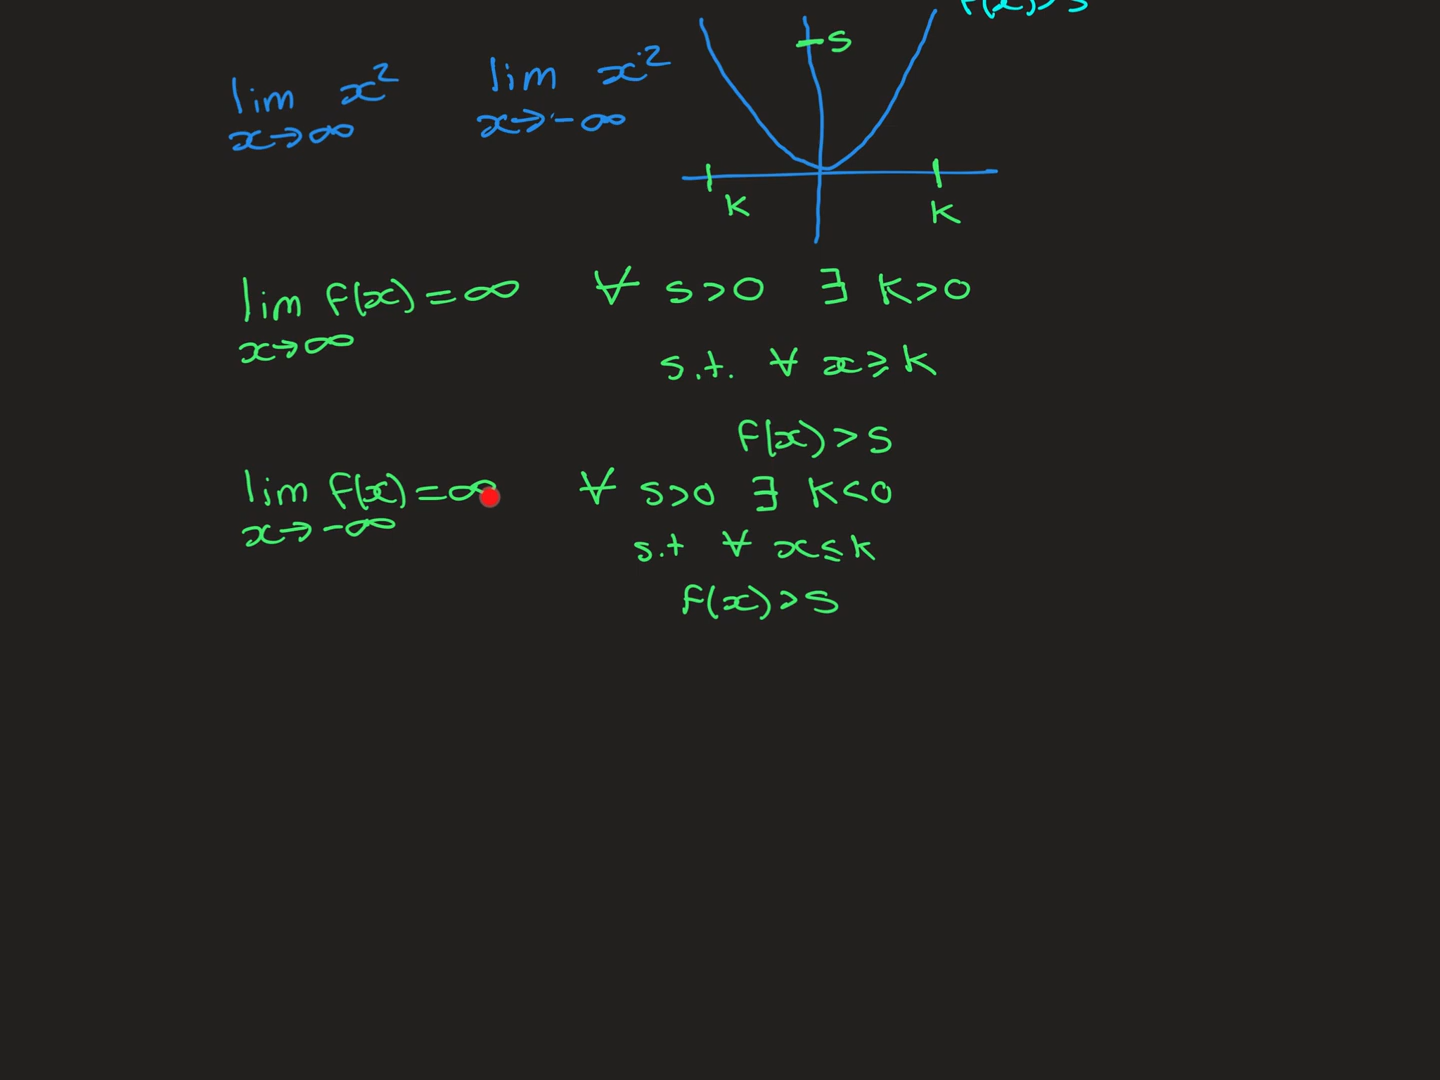 f(x)>s
lim x² lim x²
x→∞ x→-∞
s
k k
lim f(x)=∞ ∀ s>0 ∃ k>0
x→∞
s.t. ∀ x≥k
f(x)>s
lim f(x)=∞ ∀ s>0 ∃ k<0
x→-∞
s.t ∀ x≤k
f(x)>s